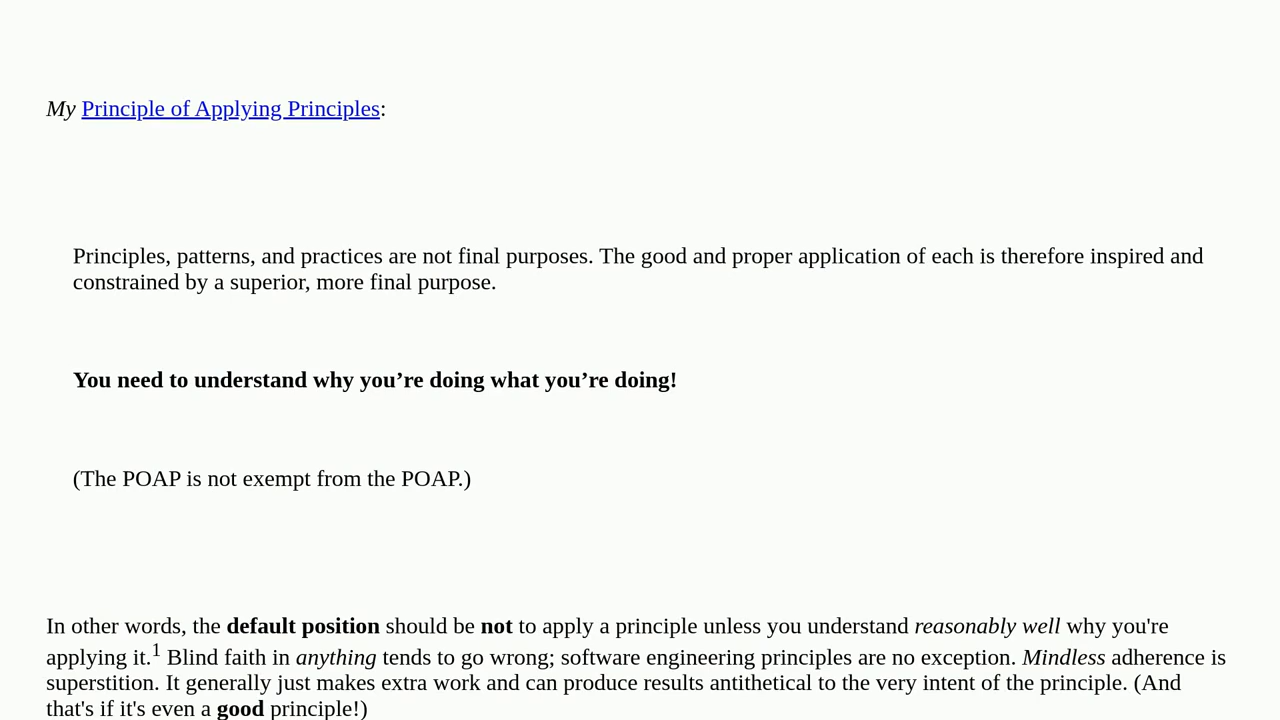 My Principle of Applying Principles:
Principles, patterns, and practices are not final purposes. The good and proper application of each is therefore inspired and
constrained by a superior, more final purpose.
You need to understand why you’re doing what you’re doing!
(The POAP is not exempt from the POAP.)
In other words, the default position should be not to apply a principle unless you understand reasonably well why you're
applying it.1 Blind faith in anything tends to go wrong; software engineering principles are no exception. Mindless adherence is
superstition. It generally just makes extra work and can produce results antithetical to the very intent of the principle. (And
that's if it's even a good principle!)